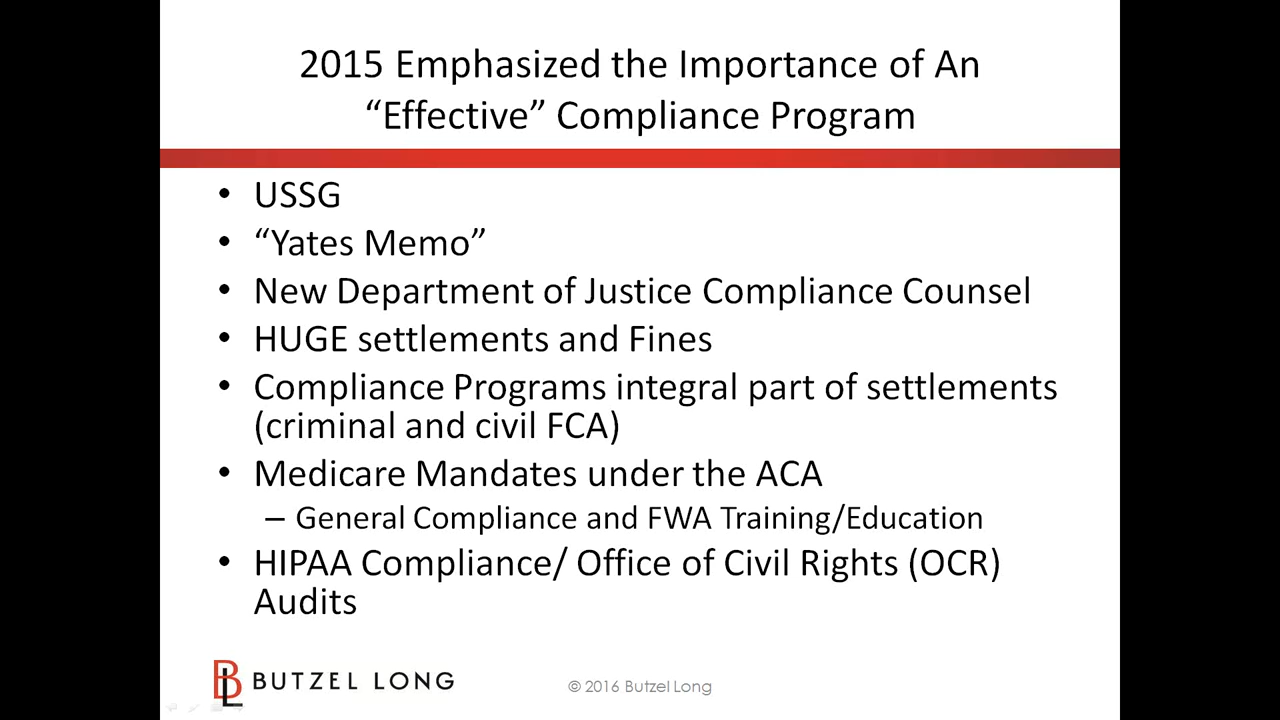 2015 Emphasized the Importance of An
“Effective” Compliance Program
• USSG
• “Yates Memo”
• New Department of Justice Compliance Counsel
• HUGE settlements and Fines
• Compliance Programs integral part of settlements
(criminal and civil FCA)
• Medicare Mandates under the ACA
– General Compliance and FWA Training/Education
• HIPAA Compliance/ Office of Civil Rights (OCR)
Audits
BL BUTZEL LONG
© 2016 Butzel Long